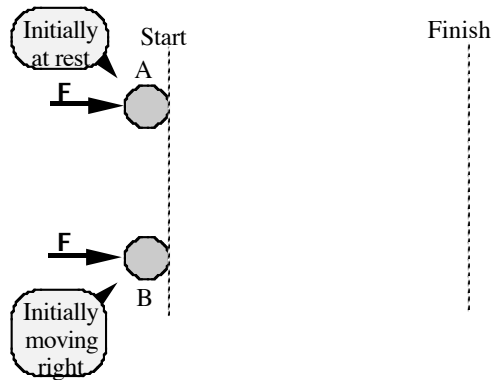 Initially
at rest
Start
Finish
A
F
F
B
Initially
moving
right